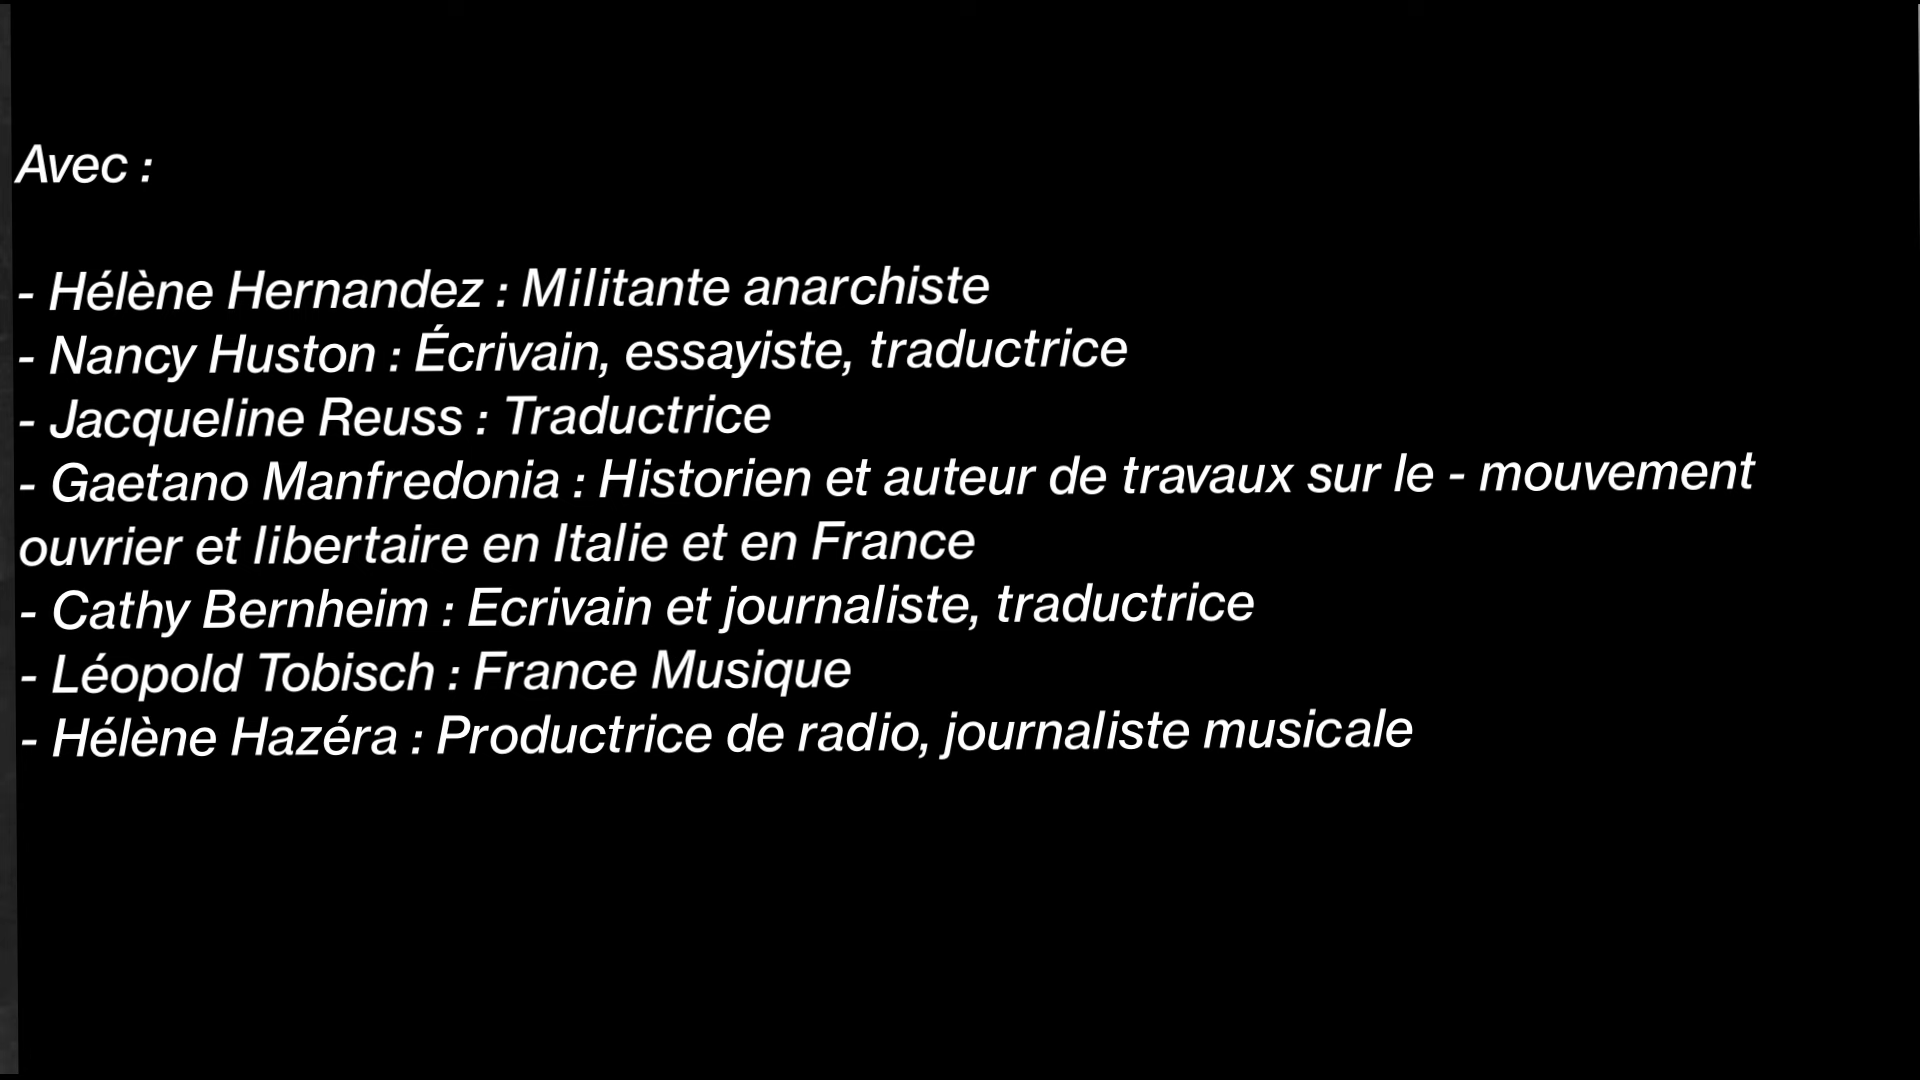 Avec :
- Hélène Hernandez : Militante anarchiste
- Nancy Huston : Écrivain, essayiste, traductrice
- Jacqueline Reuss : Traductrice
- Gaetano Manfredonia : Historien et auteur de travaux sur le - mouvement
ouvrier et libertaire en Italie et en France
- Cathy Bernheim : Ecrivain et journaliste, traductrice
- Léopold Tobisch : France Musique
- Hélène Hazéra : Productrice de radio, journaliste musicale